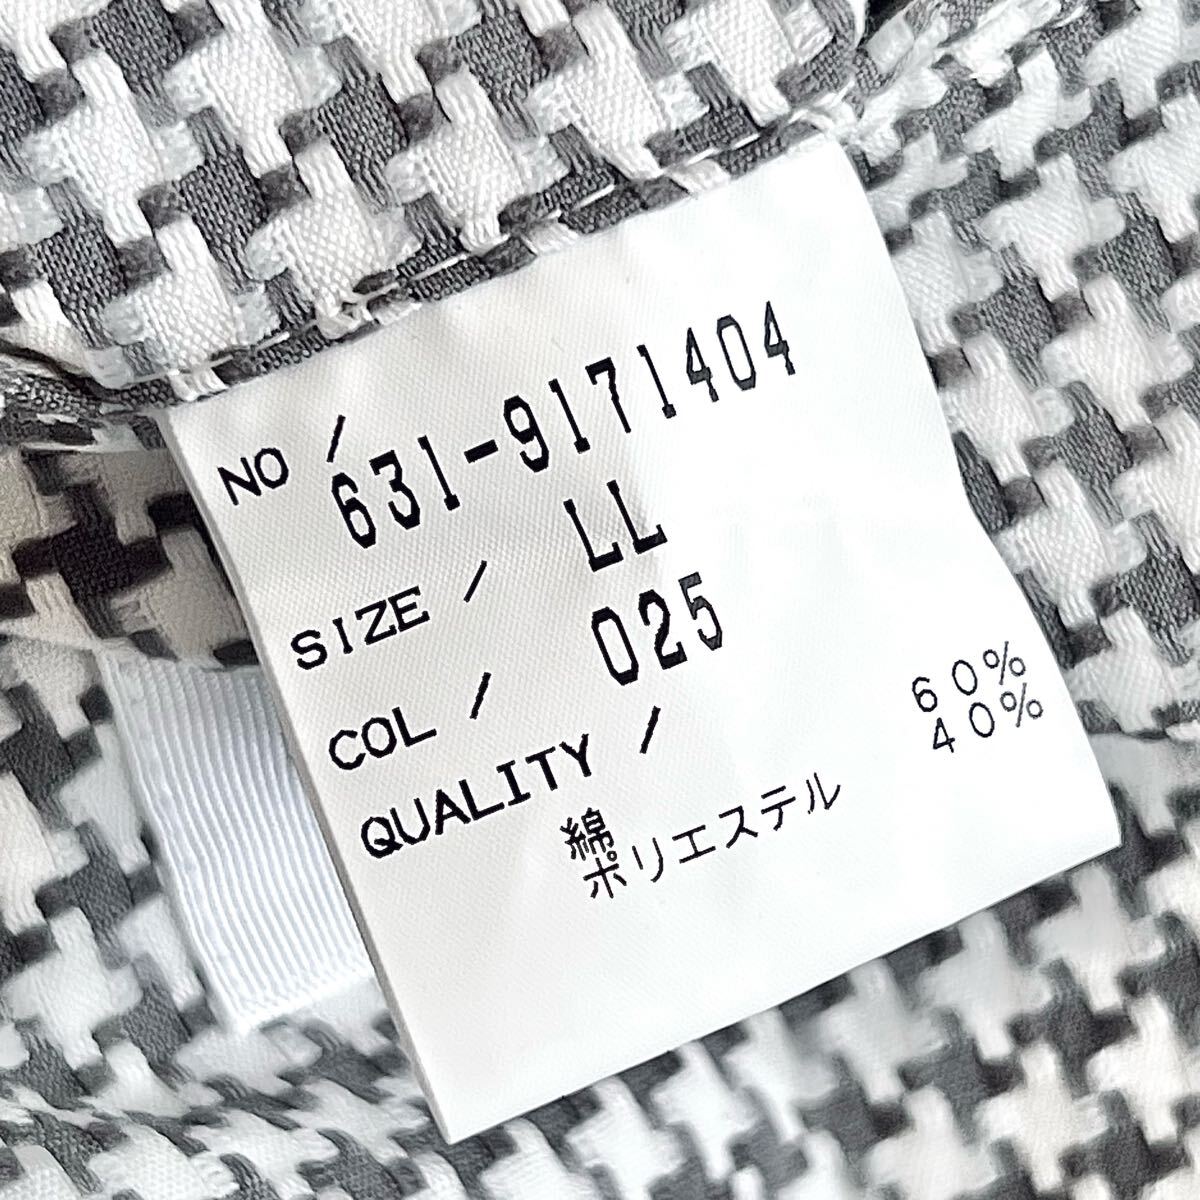 NO / 631-9171404
SIZE / LL
COL / 025
QUALITY /
綿 60%
ポリエステル 40%